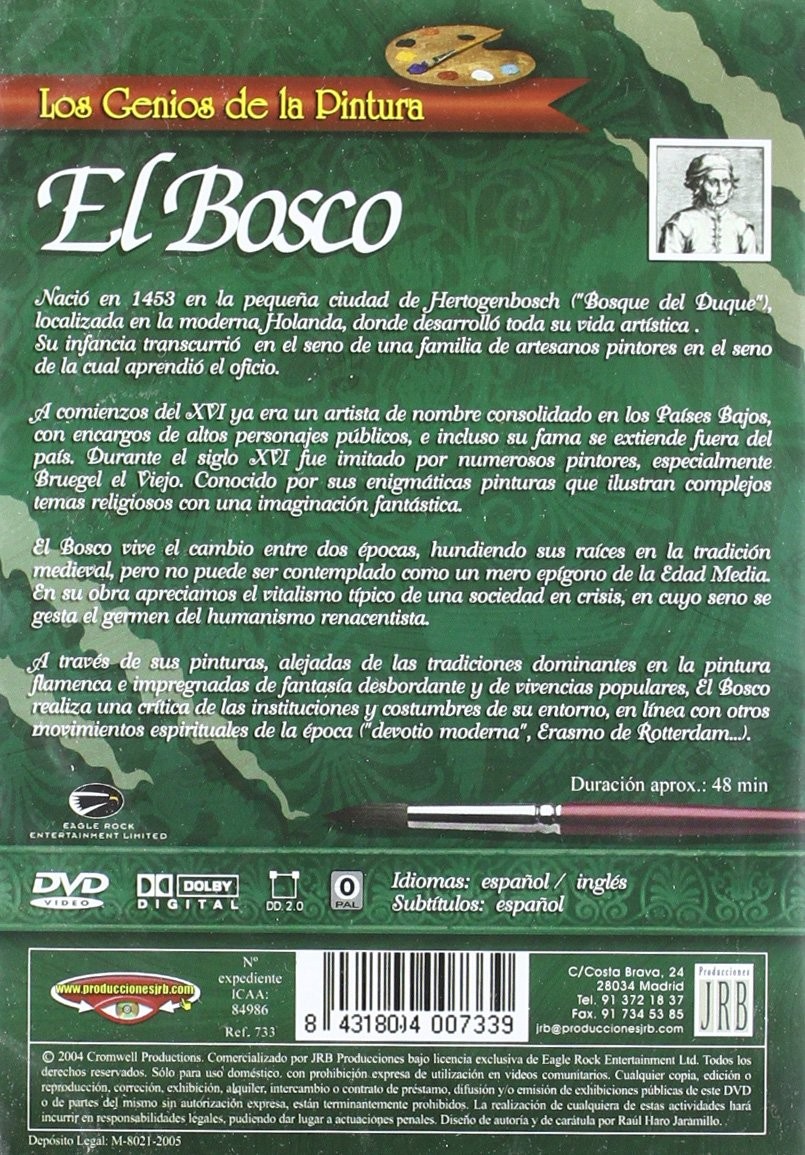 Los Genios de la Pintura
El Bosco
Nació en 1453 en la pequeña ciudad de Hertogenbosch ("Bosque del Duque"),
localizada en la moderna Holanda, donde desarrolló toda su vida artística .
Su infancia transcurrió en el seno de una familia de artesanos pintores en el seno
de la cual aprendió el oficio.
A comienzos del XVI ya era un artista de nombre consolidado en los Países Bajos,
con encargos de altos personajes públicos, e incluso su fama se extiende fuera del
país. Durante el siglo XVI fue imitado por numerosos pintores, especialmente
Bruegel el Viejo. Conocido por sus enigmáticas pinturas que ilustran complejos
temas religiosos con una imaginación fantástica.
El Bosco vive el cambio entre dos épocas, hundiendo sus raíces en la tradición
medieval, pero no puede ser contemplado como un mero epígono de la Edad Media.
En su obra apreciamos el vitalismo típico de una sociedad en crisis, en cuyo seno se
gesta el germen del humanismo renacentista.
A través de sus pinturas, alejadas de las tradiciones dominantes en la pintura
flamenca e impregnadas de fantasía desbordante y de vivencias populares, El Bosco
realiza una crítica de las instituciones y costumbres de su entorno, en línea con otros
movimientos espirituales de la época ("devotio moderna", Erasmo de Rotterdam...).
Duración aprox.: 48 min
EAGLE ROCK
ENTERTAINMENT LIMITED
DVD
VIDEO
DOLBY
DIGITAL
DD 2.0
0
PAL
Idiomas: español / inglés
Subtítulos: español
www.produccionesjrb.com
Nº
expediente
ICAA:
84986
Ref. 733
8 431804 007339
C/Costa Brava, 24
28034 Madrid
Tel. 91 372 18 37
Fax. 91 734 53 85
jrb@produccionesjrb.com
Producciones
JRB
© 2004 Cromwell Productions. Comercializado por JRB Producciones bajo licencia exclusiva de Eagle Rock Entertainment Ltd. Todos los
derechos reservados. Sólo para uso doméstico. con prohibición expresa de utilización en videos comunitarios. Cualquier copia, edición o
reproducción, corrección, exhibición, alquiler, intercambio o contrato de préstamo, difusión y/o emisión de exhibiciones públicas de este DVD
o de partes del mismo sin autorización expresa, están terminantemente prohibidos. La realización de cualquiera de estas actividades hará
incurrir en responsabilidades légales, pudiendo dar lugar a actuaciones penales. Diseño de autoría y de carátula por Raúl Haro Jaramillo.
Depósito Legal: M-8021-2005